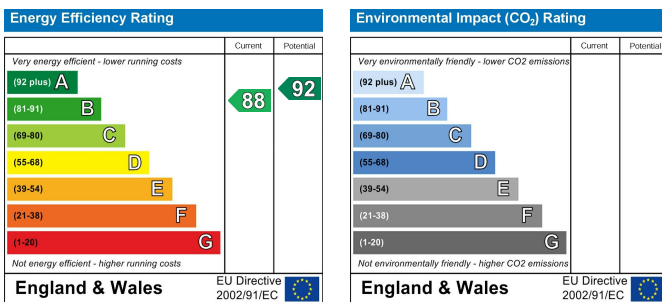 Energy Efficiency Rating
Current Potential
Very energy efficient - lower running costs
(92 plus) A
(81-91) B
(69-80) C
(55-68) D
(39-54) E
(21-38) F
(1-20) G
88
92
Not energy efficient - higher running costs
England & Wales
EU Directive
2002/91/EC
Environmental Impact (CO2) Rating
Current Potential
Very environmentally friendly - lower CO2 emissions
(92 plus) A
(81-91) B
(69-80) C
(55-68) D
(39-54) E
(21-38) F
(1-20) G
Not environmentally friendly - higher CO2 emissions
England & Wales
EU Directive
2002/91/EC